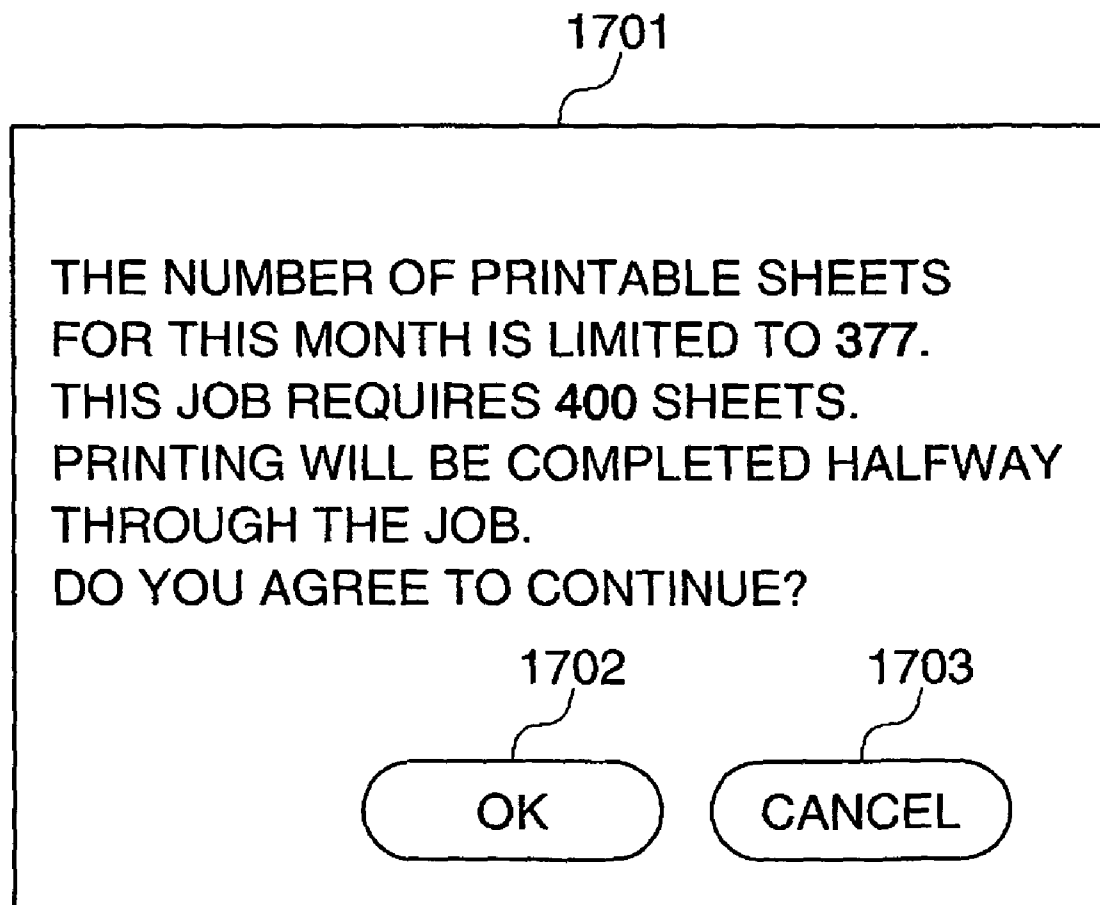 1701
THE NUMBER OF PRINTABLE SHEETS
FOR THIS MONTH IS LIMITED TO 377.
THIS JOB REQUIRES 400 SHEETS.
PRINTING WILL BE COMPLETED HALFWAY
THROUGH THE JOB.
DO YOU AGREE TO CONTINUE?
1702 1703
OK CANCEL